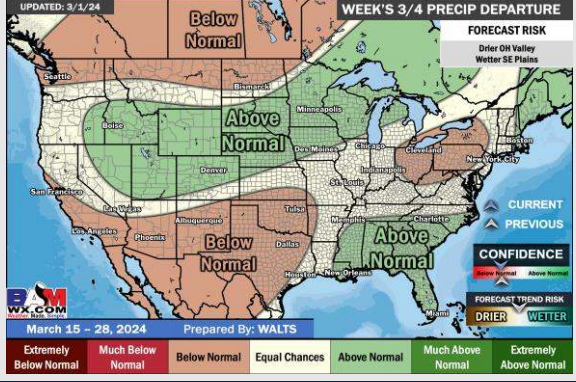 UPDATED: 3/1/24
WEEK'S 3/4 PRECIP DEPARTURE
FORECAST RISK
Drier OH Valley
Wetter SE Plains
Below
Normal
Seattle
Bismarck
Minneapolis
Boise
Above
Normal
Des Moines
Chicago
Cleveland
Boston
New York City
Indianapolis
Denver
St. Louis
San Francisco
Las Vegas
Los Angeles
Albuquerque
Phoenix
Tulsa
Memphis
Charlotte
Below
Normal
Dallas
Above
Normal
Houston
New Orleans
Miami
CURRENT
PREVIOUS
CONFIDENCE
Below Normal
Above Normal
FORECAST TREND RISK
DRIER
WETTER
BAM
WX.COM
Weather. Made. Simple.
March 15 – 28, 2024
Prepared By: WALTS
Extremely
Below Normal
Much Below
Normal
Below Normal
Equal Chances
Above Normal
Much Above
Normal
Extremely
Above Normal